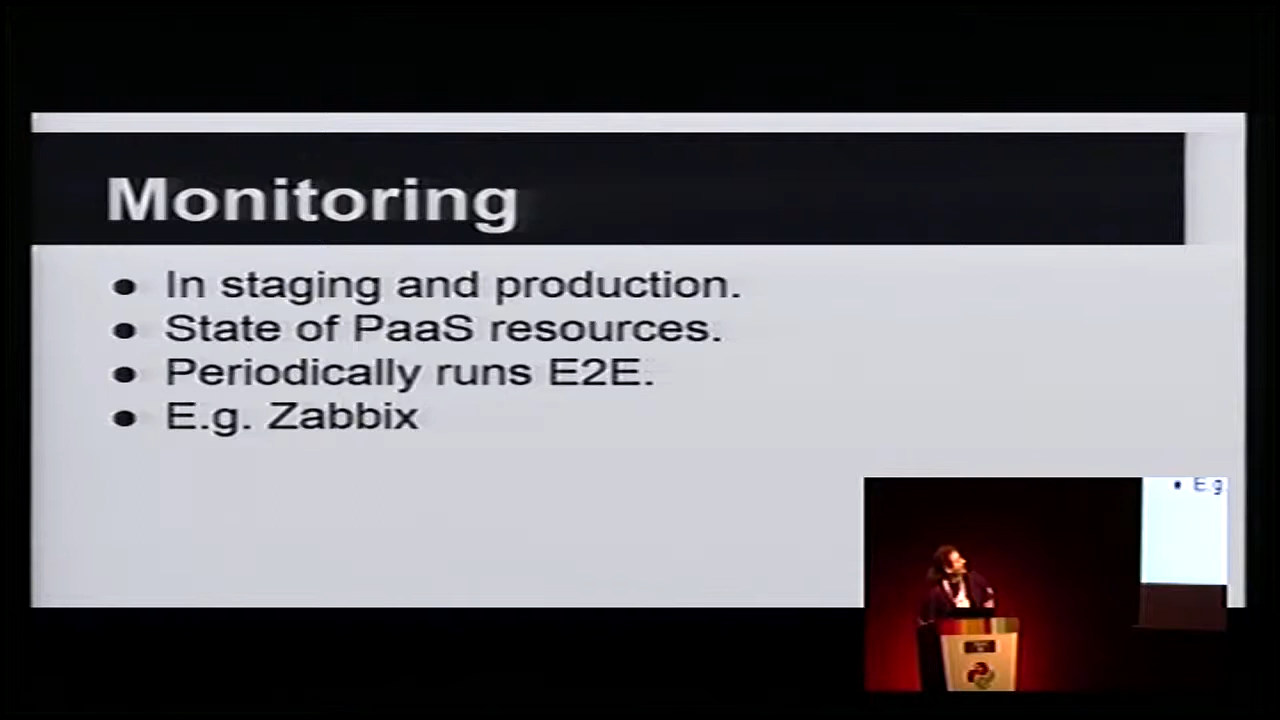 Monitoring
● In staging and production.
● State of PaaS resources.
● Periodically runs E2E.
● E.g. Zabbix
● E.g.